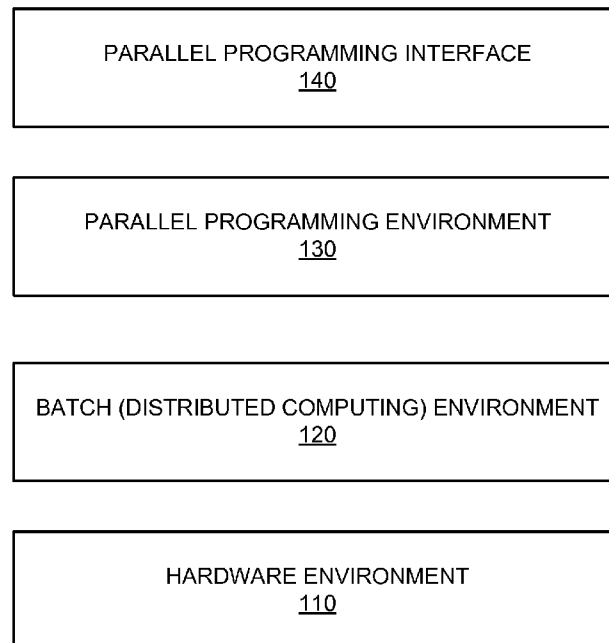 PARALLEL PROGRAMMING INTERFACE
140
PARALLEL PROGRAMMING ENVIRONMENT
130
BATCH (DISTRIBUTED COMPUTING) ENVIRONMENT
120
HARDWARE ENVIRONMENT
110